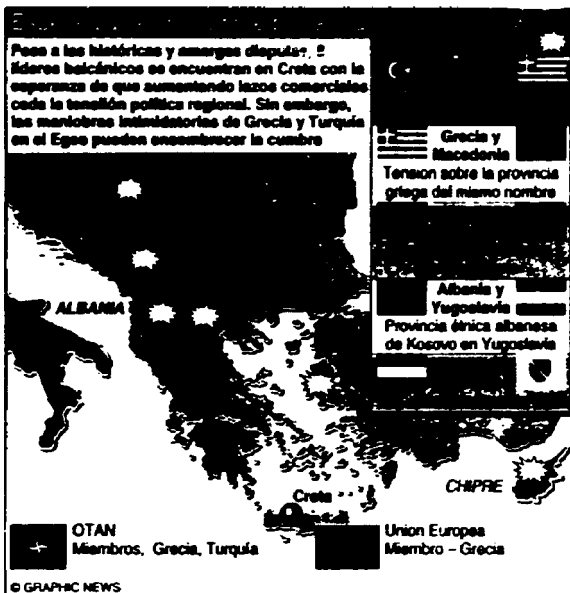 Pese a las históricas y amargas disputas, 8
líderes balcánicos se encuentran en Creta con la
esperanza de que aumentando lazos comerciales
ceda la tensión política regional. Sin embargo,
las maniobras intimidatorias de Grecia y Turquía
en el Egeo pueden ensombrecer la cumbre
Grecia y
Macedonia
Tension sobre la provincia
griega del mismo nombre
Albania y
Yugoslavia
Provincia étnica albanesa
de Kosovo en Yugoslavia
ALBANIA
CHIPRE
Creta
OTAN
Miembros, Grecia, Turquía
Union Europea
Miembro – Grecia
© GRAPHIC NEWS